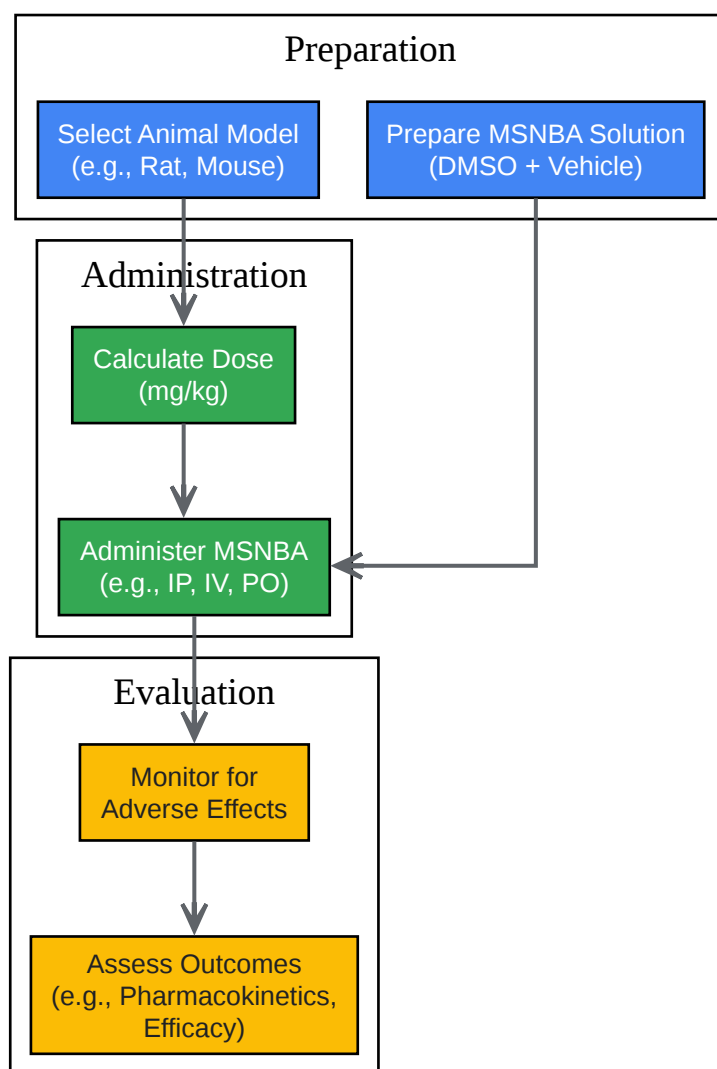 Preparation
Select Animal Model
(e.g., Rat, Mouse)
Prepare MSNBA Solution
(DMSO + Vehicle)
Administration
Calculate Dose
(mg/kg)
Administer MSNBA
(e.g., IP, IV, PO)
Evaluation
Monitor for
Adverse Effects
Assess Outcomes
(e.g., Pharmacokinetics,
Efficacy)